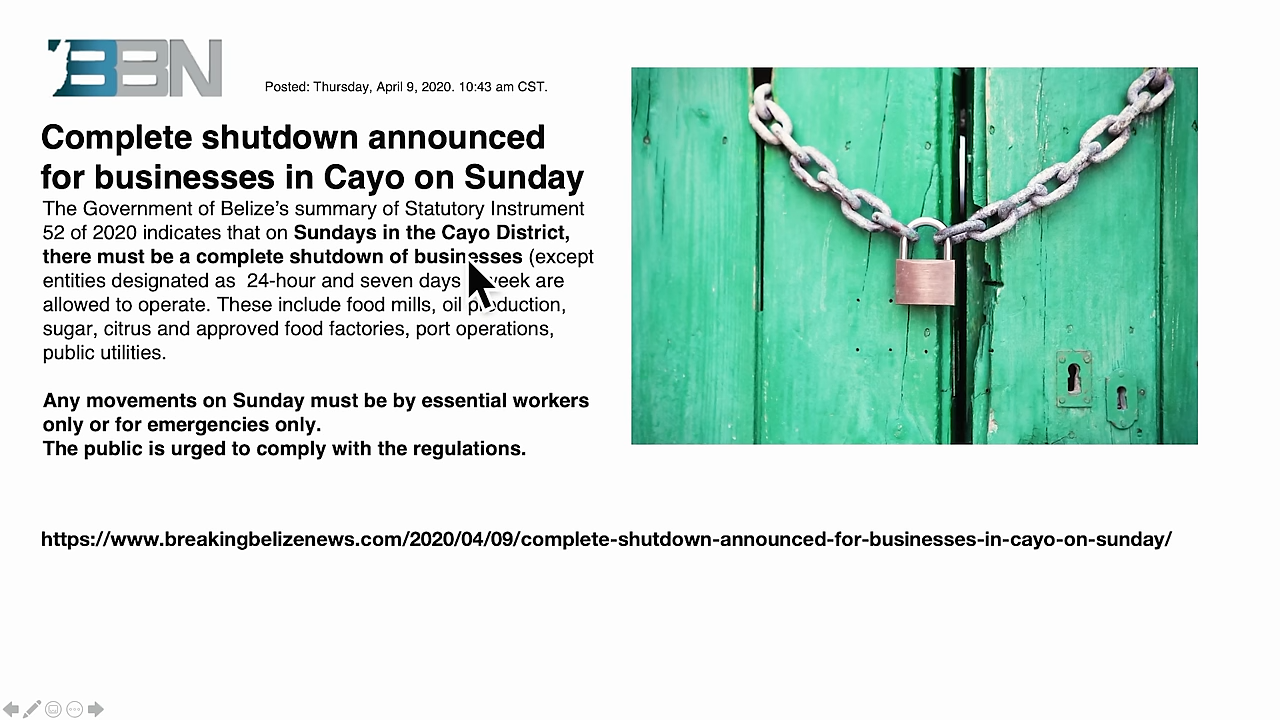 BBN
Posted: Thursday, April 9, 2020. 10:43 am CST.
Complete shutdown announced
for businesses in Cayo on Sunday
The Government of Belize’s summary of Statutory Instrument
52 of 2020 indicates that on Sundays in the Cayo District,
there must be a complete shutdown of businesses (except
entities designated as 24-hour and seven days week are
allowed to operate. These include food mills, oil production,
sugar, citrus and approved food factories, port operations,
public utilities.
Any movements on Sunday must be by essential workers
only or for emergencies only.
The public is urged to comply with the regulations.
https://www.breakingbelizenews.com/2020/04/09/complete-shutdown-announced-for-businesses-in-cayo-on-sunday/